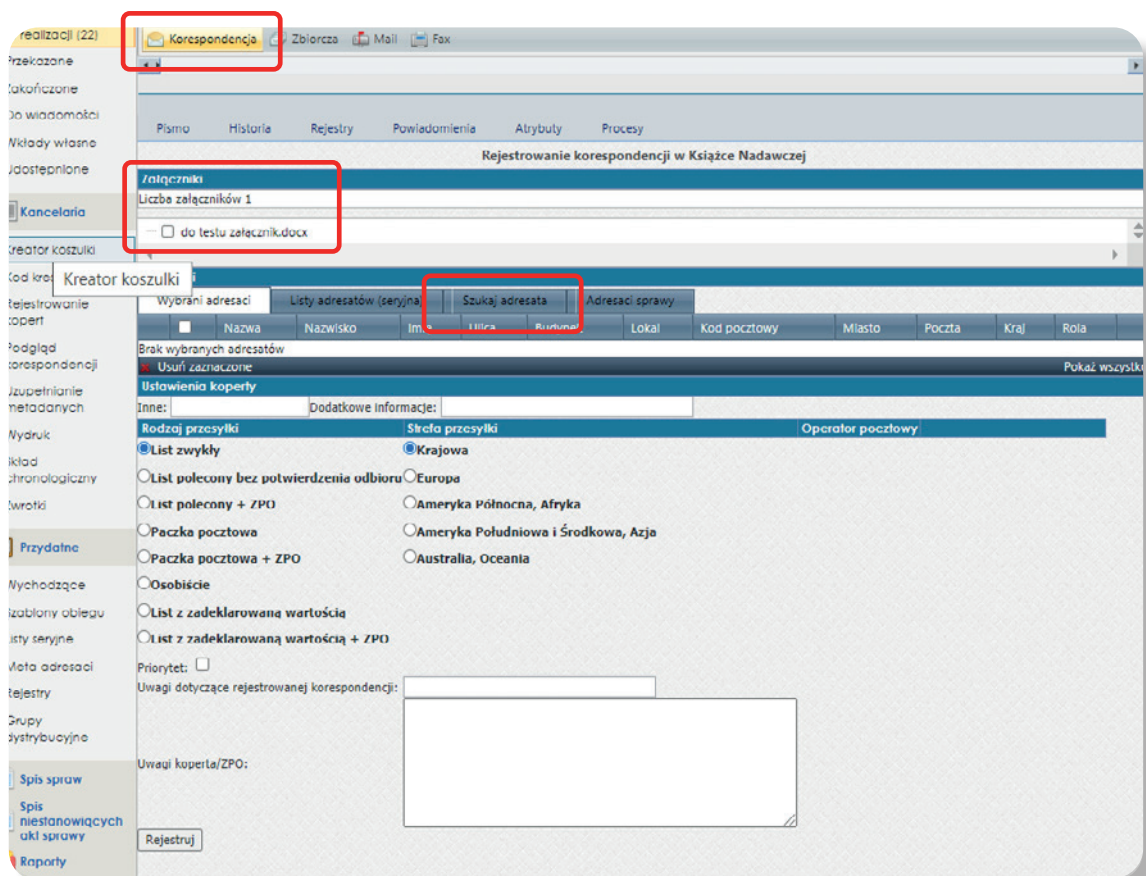 realizacji (22)
Korespondencja Zbiorcza Mail Fax
Przekazane
Zakończone
Do wiadomości
Wkłady własne
Udostępnione
Kancelaria
Kreator koszulki
Kod
Kreator koszulki
Rejestrowanie
kopert
Podgląd
korespondencji
Uzupełnianie
metadanych
Wydruk
Skład
chronologiczny
Zwrotki
Przydatne
Wychodzące
Szablony obiegu
Listy seryjne
Meta adresaci
Rejestry
Grupy
dystrybucyjne
Spis spraw
Spis
niestanowiących
akt sprawy
Raporty
Pismo Historia Rejestry Powiadomienia Atrybuty Procesy
Rejestrowanie korespondencji w Książce Nadawczej
Załączniki
Liczba załączników 1
do testu załącznik.docx
Wybrani adresaci Listy adresatów (seryjna) Szukaj adresata Adresaci sprawy
Nazwa Nazwisko Imię Ulica Budynek Lokal Kod pocztowy Miasto Poczta Kraj Rola
Brak wybranych adresatów
Usuń zaznaczone Pokaż wszystk
Ustawienia koperty
Inne: Dodatkowe informacje:
Rodzaj przesyłki Strefa przesyłki Operator pocztowy
List zwykły Krajowa
List polecony bez potwierdzenia odbioru Europa
List polecony + ZPO Ameryka Północna, Afryka
Paczka pocztowa Ameryka Południowa i Środkowa, Azja
Paczka pocztowa + ZPO Australia, Oceania
Osobiście
List z zadeklarowaną wartością
List z zadeklarowaną wartością + ZPO
Priorytet:
Uwagi dotyczące rejestrowanej korespondencji:
Uwagi koperta/ZPO:
Rejestruj